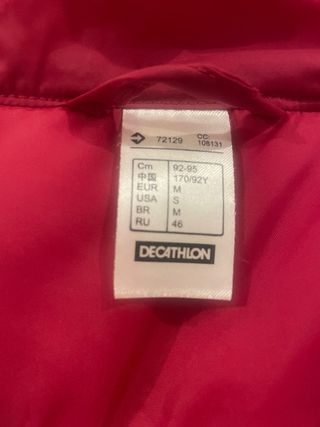 72129
CC:
108131
Cm 92-95
中国 170/92Y
EUR M
USA S
BR M
RU 46
DECATHLON